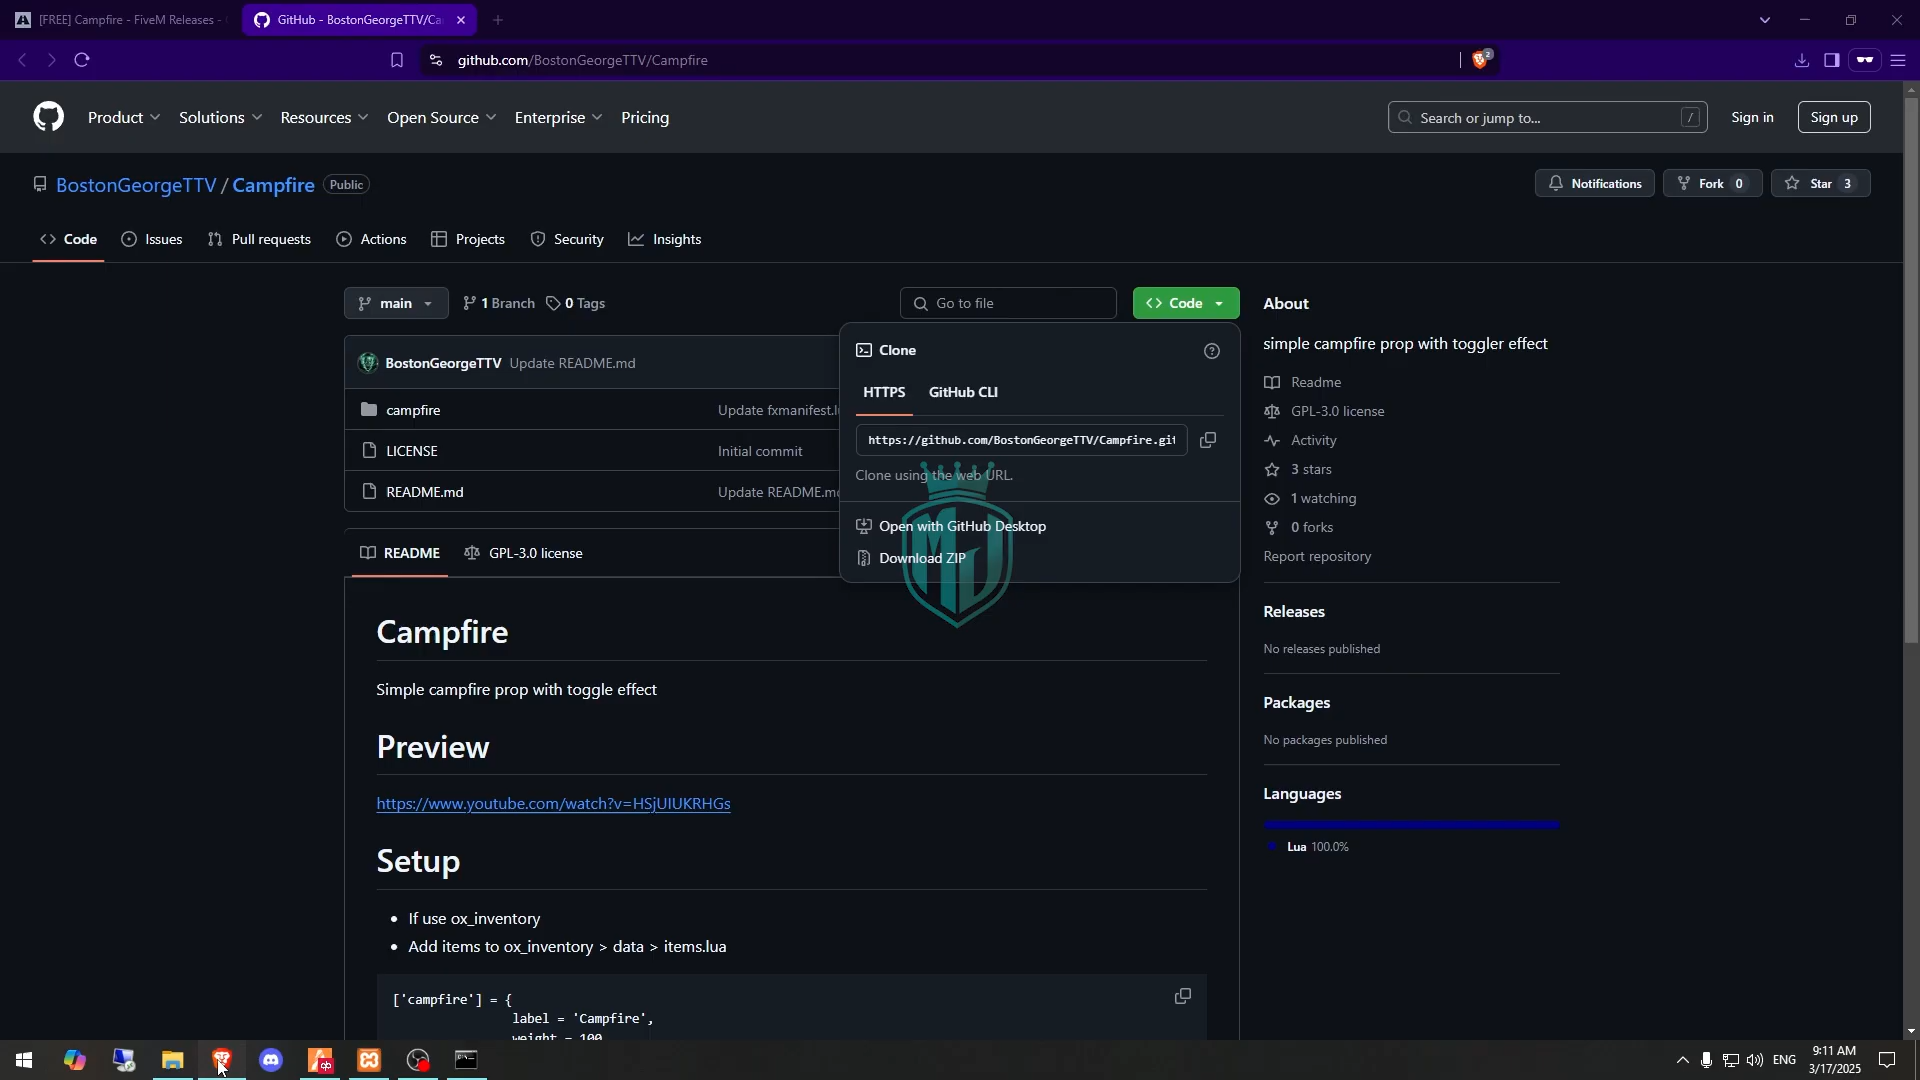 [FREE] Campfire - FiveM Releases -
GitHub - BostonGeorgeTTV/Ca
github.com/BostonGeorgeTTV/Campfire
2
Product
Solutions
Resources
Open Source
Enterprise
Pricing
Search or jump to...
/
Sign in
Sign up
BostonGeorgeTTV / Campfire
Public
Notifications
Fork 0
Star 3
Code
Issues
Pull requests
Actions
Projects
Security
Insights
main
1 Branch
0 Tags
Go to file
Code
BostonGeorgeTTV Update README.md
campfire Update fxmanifest.l
LICENSE Initial commit
README.md Update README.md
Clone
HTTPS
GitHub CLI
https://github.com/BostonGeorgeTTV/Campfire.git
Clone using the web URL.
Open with GitHub Desktop
Download ZIP
MJ
README
GPL-3.0 license
Campfire
Simple campfire prop with toggle effect
Preview
https://www.youtube.com/watch?v=HSjUIUKRHGs
Setup
If use ox_inventory
Add items to ox_inventory > data > items.lua
['campfire'] = {
label = 'Campfire',
weight = 100
About
simple campfire prop with toggler effect
Readme
GPL-3.0 license
Activity
3 stars
1 watching
0 forks
Report repository
Releases
No releases published
Packages
No packages published
Languages
Lua 100.0%
ENG
9:11 AM
3/17/2025